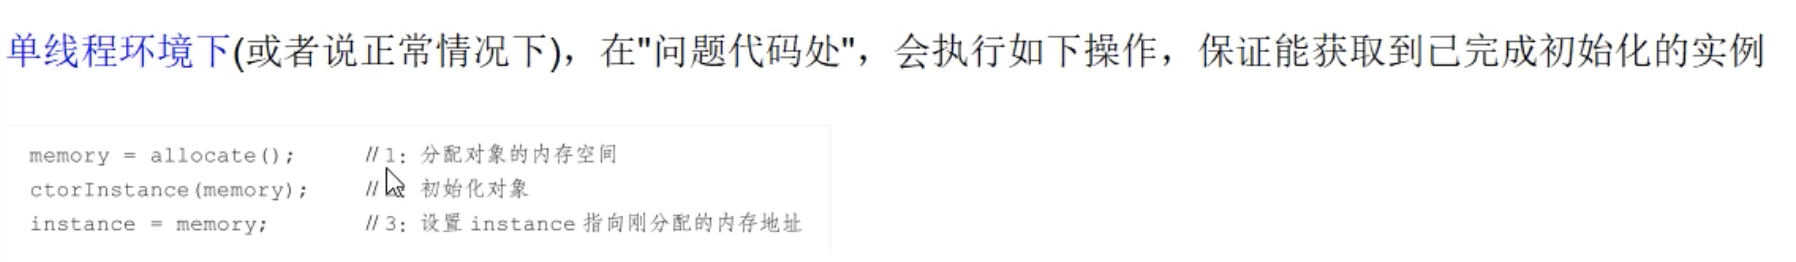 单线程环境下(或者说正常情况下)，在"问题代码处"，会执行如下操作，保证能获取到已完成初始化的实例
memory = allocate(); //1: 分配对象的内存空间
ctorInstance(memory); // 初始化对象
instance = memory; //3: 设置 instance 指向刚分配的内存地址